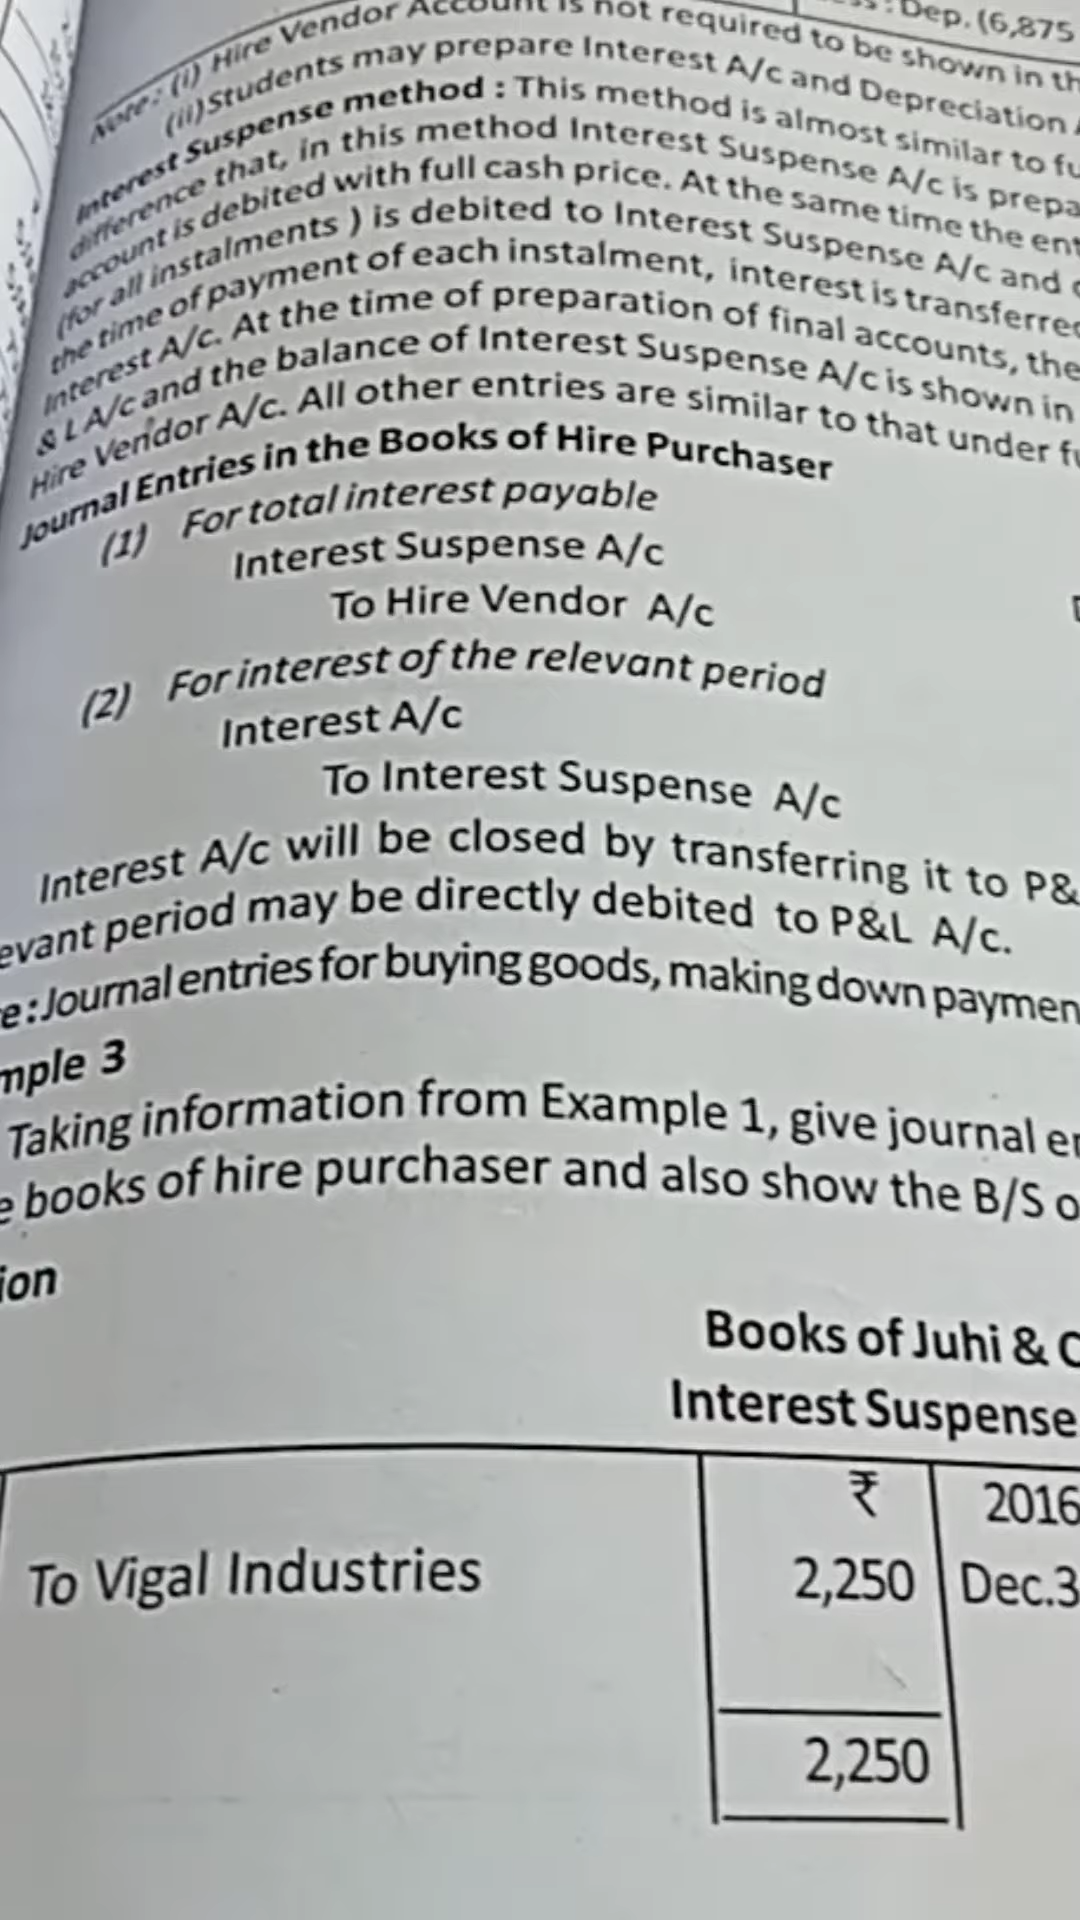 : Dep. (6,875
Note : (i) Hire Vendor Account is not required to be shown in th
(ii) Students may prepare Interest A/c and Depreciation
Interest Suspense method : This method is almost similar to fu
difference that, in this method Interest Suspense A/c is prepa
account is debited with full cash price. At the same time the ent
(for all instalments ) is debited to Interest Suspense A/c and
the time of payment of each instalment, interest is transferred
Interest A/c. At the time of preparation of final accounts, the
& L A/c and the balance of Interest Suspense A/c is shown in
Hire Vendor A/c. All other entries are similar to that under fu
Journal Entries in the Books of Hire Purchaser
(1) For total interest payable
Interest Suspense A/c
To Hire Vendor A/c
(2) For interest of the relevant period
Interest A/c
To Interest Suspense A/c
Interest A/c will be closed by transferring it to P&
evant period may be directly debited to P&L A/c.
e : Journal entries for buying goods, making down paymen
mple 3
Taking information from Example 1, give journal en
e books of hire purchaser and also show the B/S o
ion
Books of Juhi & C
Interest Suspense
₹ 2016
To Vigal Industries 2,250 Dec.3
2,250